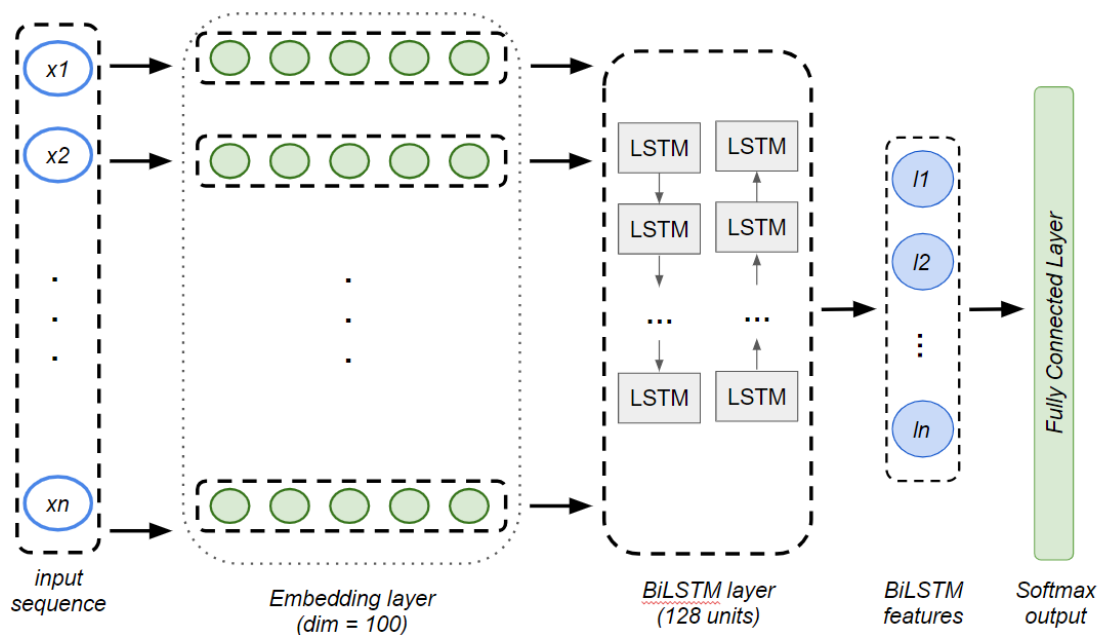 x1
x2
.
.
.
xn
input
sequence
.
.
.
Embedding layer
(dim = 100)
LSTM
LSTM
...
LSTM
LSTM
LSTM
...
LSTM
BiLSTM layer
(128 units)
l1
l2
...
ln
BiLSTM
features
Fully Connected Layer
Softmax
output